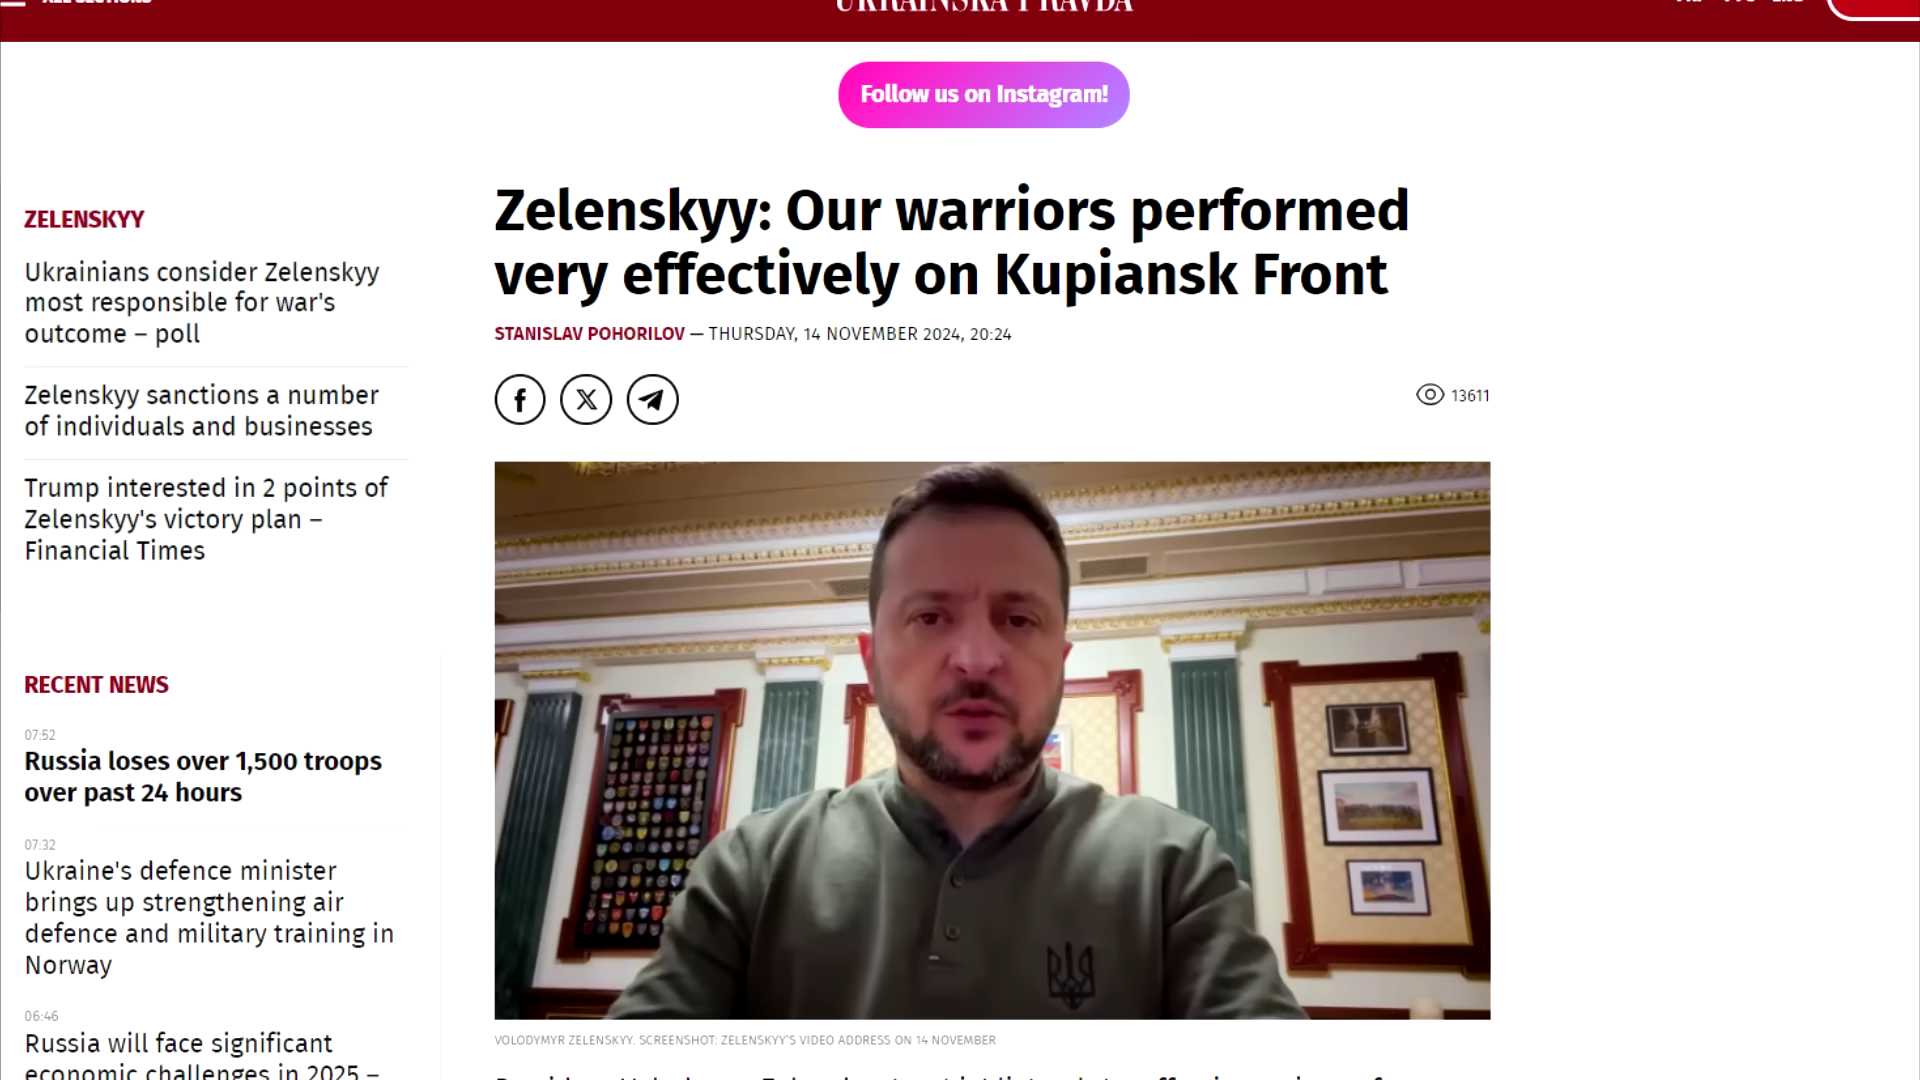 UKRAINSKA PRAVDA
Follow us on Instagram!
ZELENSKYY
Ukrainians consider Zelenskyy
most responsible for war's
outcome – poll
Zelenskyy sanctions a number
of individuals and businesses
Trump interested in 2 points of
Zelenskyy's victory plan –
Financial Times
RECENT NEWS
07:52
Russia loses over 1,500 troops
over past 24 hours
07:32
Ukraine's defence minister
brings up strengthening air
defence and military training in
Norway
06:46
Russia will face significant
economic challenges in 2025 –
Zelenskyy: Our warriors performed
very effectively on Kupiansk Front
STANISLAV POHORILOV — THURSDAY, 14 NOVEMBER 2024, 20:24
13611
VOLODYMYR ZELENSKYY. SCREENSHOT: ZELENSKYY'S VIDEO ADDRESS ON 14 NOVEMBER